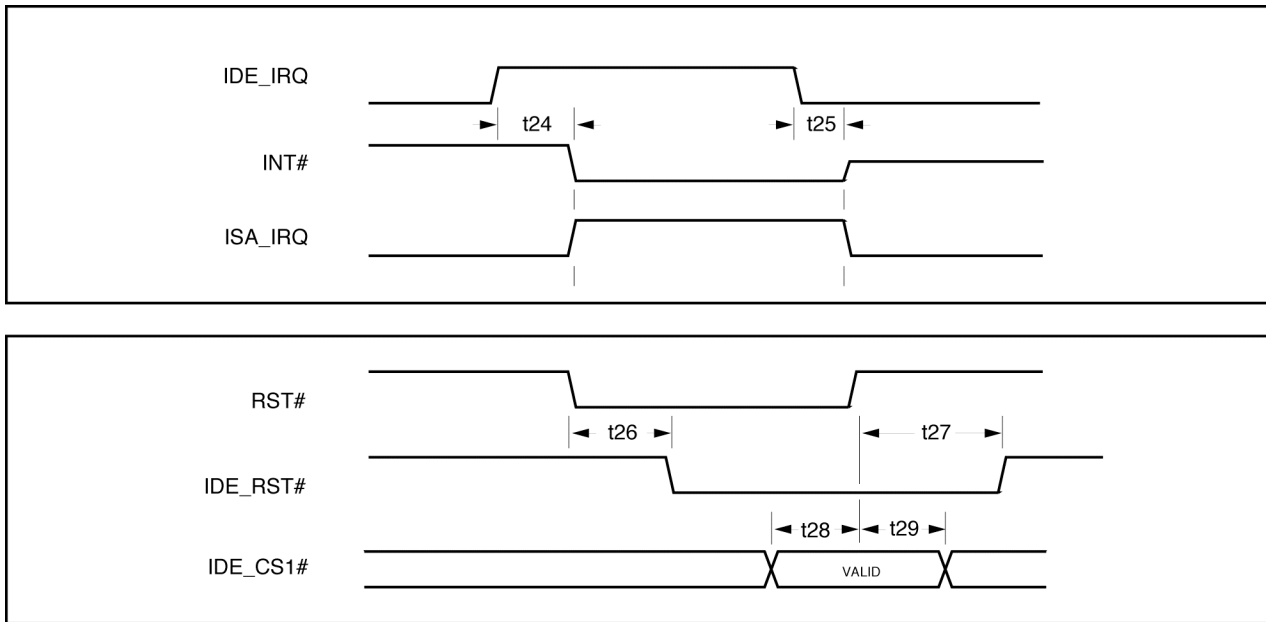 IDE_IRQ
t24
t25
INT#
ISA_IRQ
RST#
t26
t27
IDE_RST#
t28
t29
IDE_CS1#
VALID